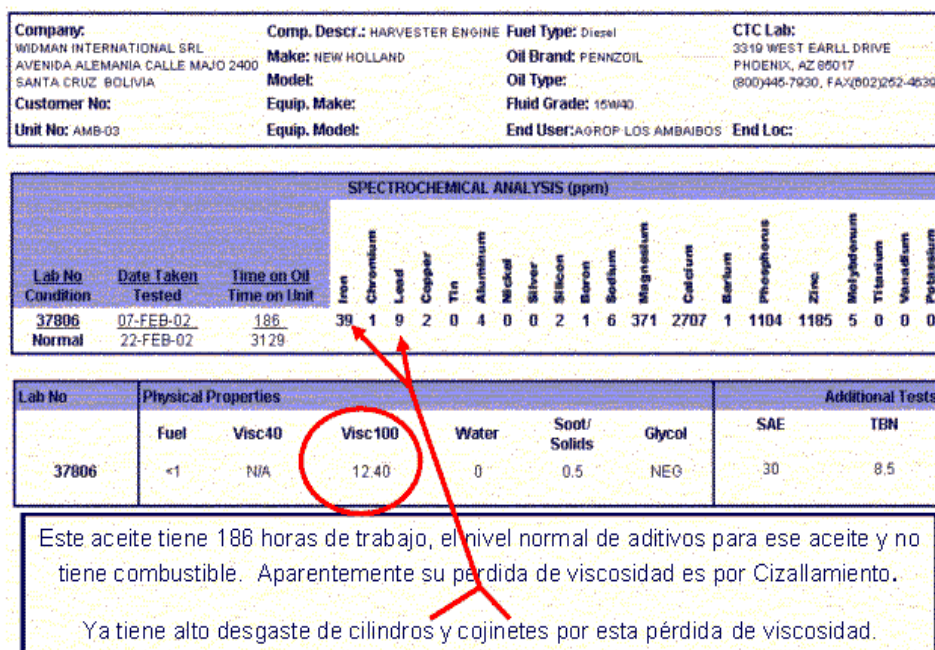 Company: Comp. Descr.: HARVESTER ENGINE Fuel Type: Diesel CTC Lab:
WIDMAN INTERNATIONAL SRL Make: NEW HOLLAND Oil Brand: PENNZOIL 3319 WEST EARLL DRIVE
AVENIDA ALEMANIA CALLE MAJO 2400 Model: Oil Type: PHOENIX, AZ 85017
SANTA CRUZ BOLIVIA (800)445-7930, FAX(602)252-4639
Customer No: Equip. Make: Fluid Grade: 15W40
Unit No: AMB-03 Equip. Model: End User: AGROP LOS AMBAIBOS End Loc:
SPECTROCHEMICAL ANALYSIS (ppm)
Lab No Date Taken Time on Oil Iron Chromium Lead Copper Tin Aluminum Nickel Silver Silicon Boron Sodium Magnesium Calcium Barium Phosphorus Zinc Molybdenum Titanium Vanadium Potassium
Condition Tested Time on Unit
37806 07-FEB-02 186 39 1 9 2 0 4 0 0 2 1 6 371 2707 1 1104 1185 5 0 0 0
Normal 22-FEB-02 3129
Lab No Physical Properties Additional Tests
Fuel Visc40 Visc100 Water Soot/ Solids Glycol SAE TBN
37806 <1 N/A 12.40 0 0.5 NEG 30 8.5
Este aceite tiene 186 horas de trabajo, el nivel normal de aditivos para ese aceite y no
tiene combustible. Aparentemente su pérdida de viscosidad es por Cizallamiento.
Ya tiene alto desgaste de cilindros y cojinetes por esta pérdida de viscosidad.